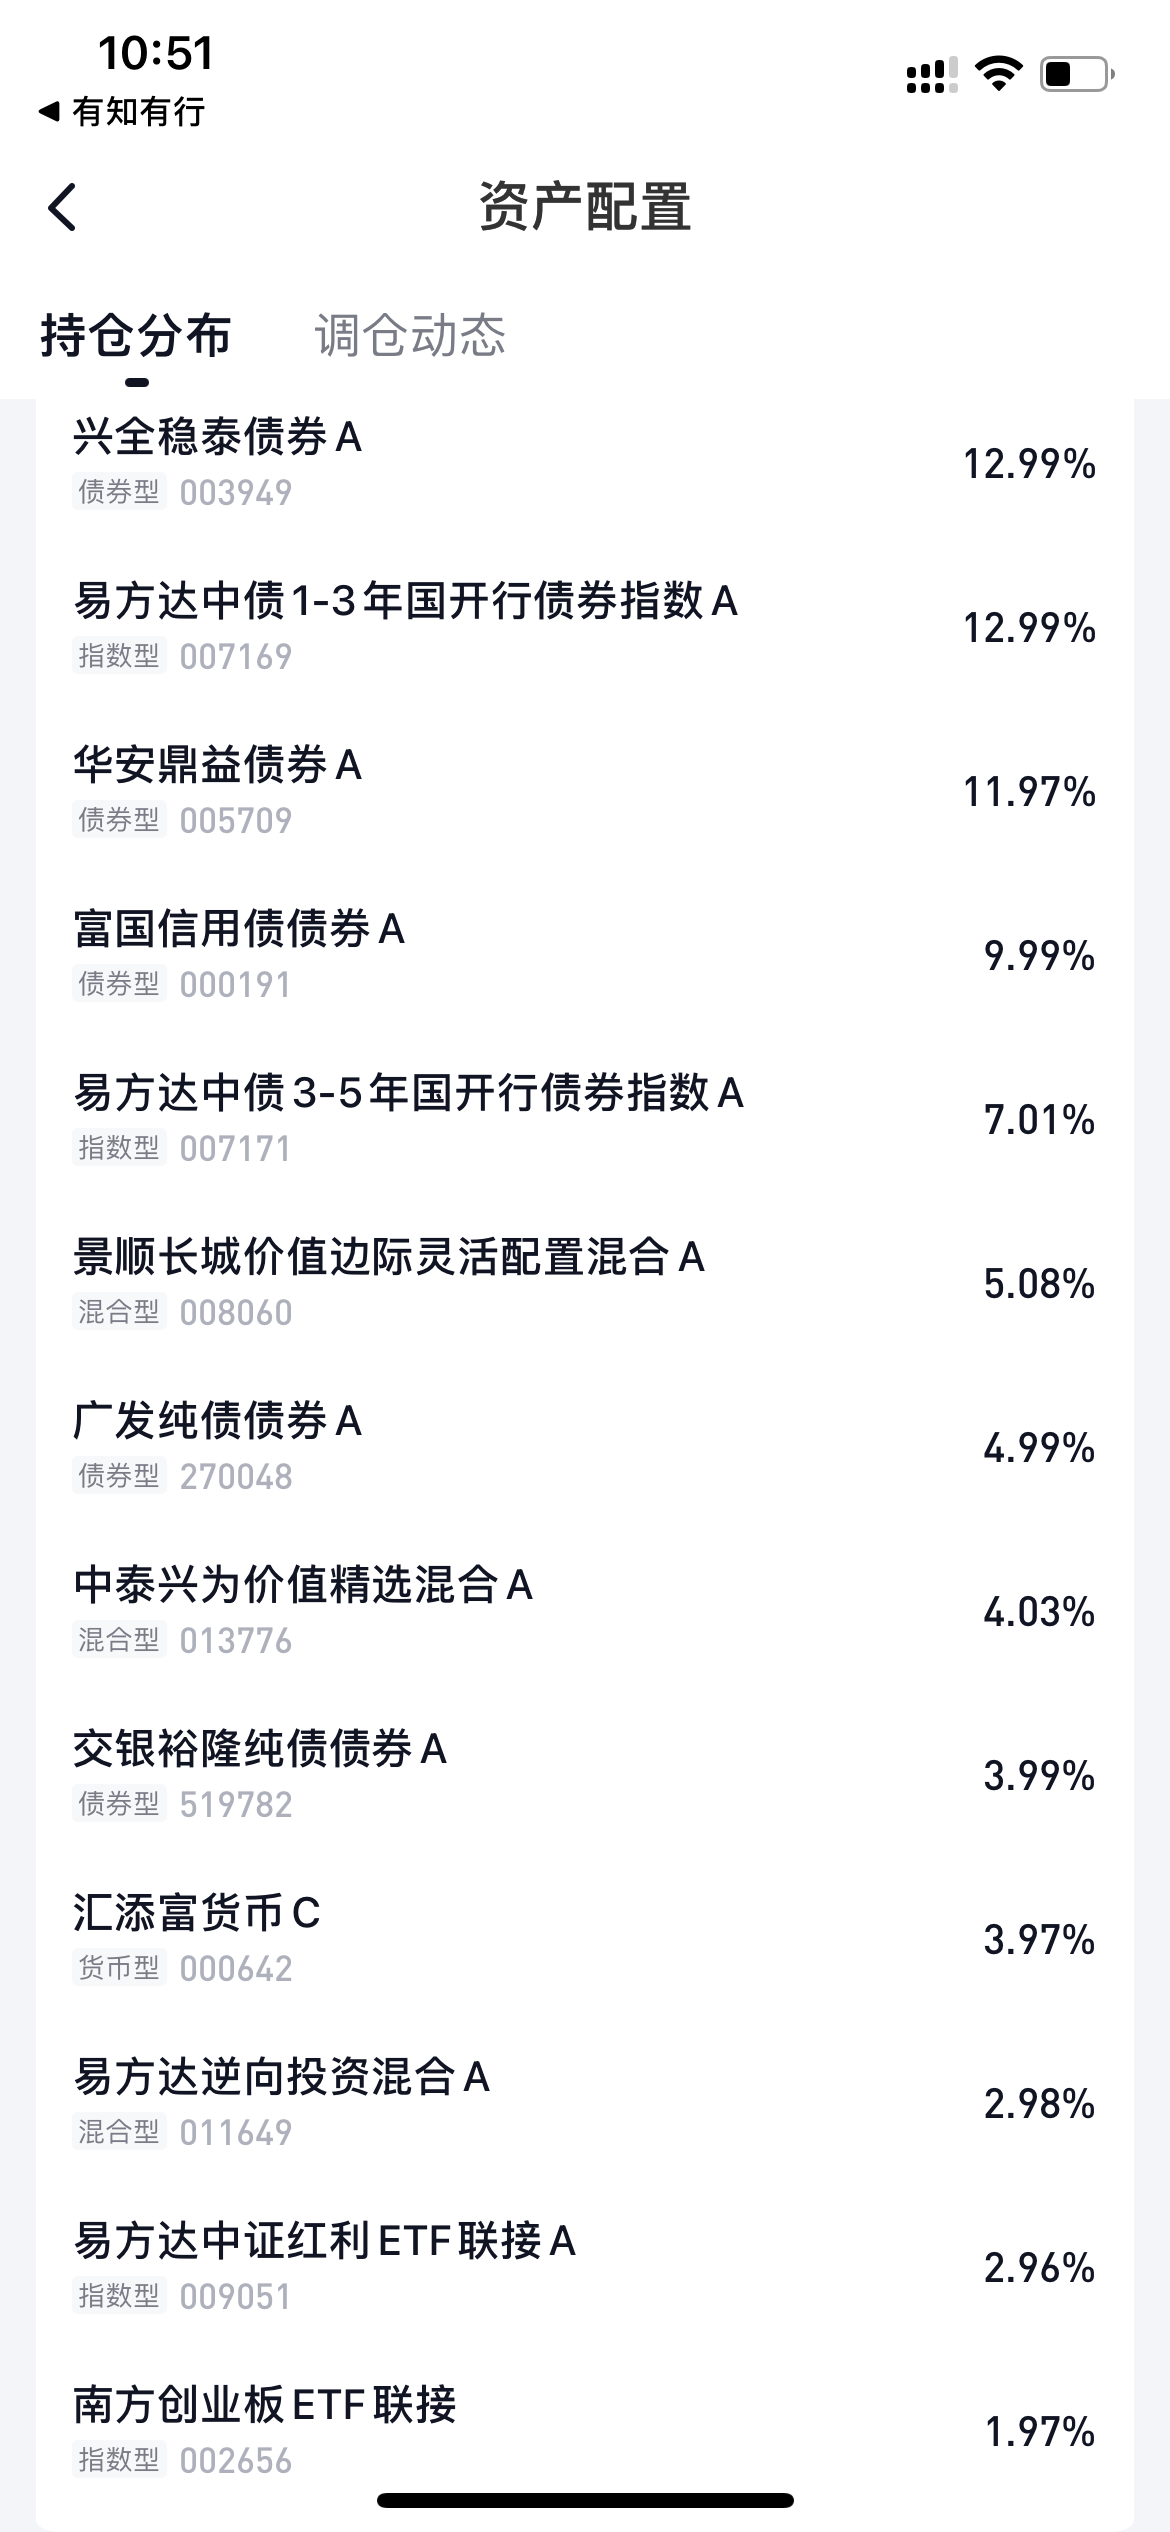 10:51
有知有行
资产配置
持仓分布 调仓动态
兴全稳泰债券A
12.99%
债券型 003949
易方达中债1-3年国开行债券指数A
12.99%
指数型 007169
华安鼎益债券A
11.97%
债券型 005709
富国信用债债券A
9.99%
债券型 000191
易方达中债3-5年国开行债券指数A
7.01%
指数型 007171
景顺长城价值边际灵活配置混合A
5.08%
混合型 008060
广发纯债债券A
4.99%
债券型 270048
中泰兴为价值精选混合A
4.03%
混合型 013776
交银裕隆纯债债券A
3.99%
债券型 519782
汇添富货币C
3.97%
货币型 000642
易方达逆向投资混合A
2.98%
混合型 011649
易方达中证红利ETF联接A
2.96%
指数型 009051
南方创业板ETF联接
1.97%
指数型 002656